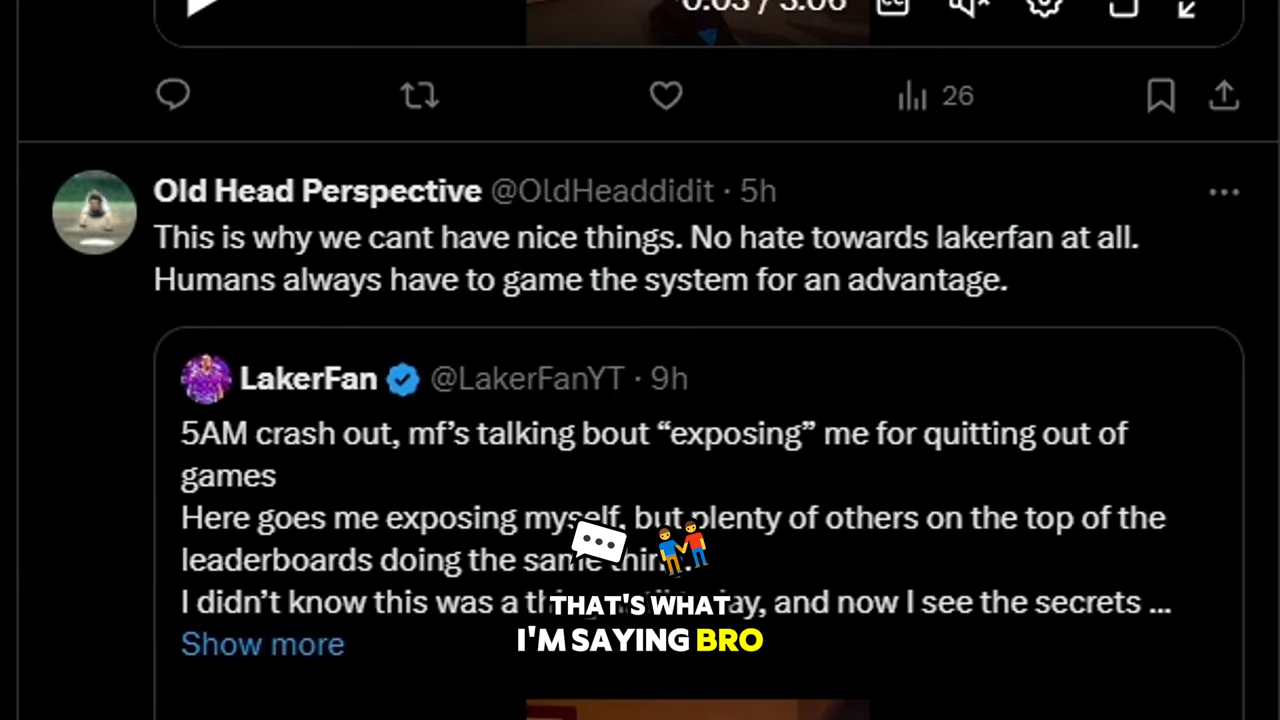 0:03 / 3:06
26
Old Head Perspective @OldHeaddidit · 5h
This is why we cant have nice things. No hate towards lakerfan at all.
Humans always have to game the system for an advantage.
LakerFan @LakerFanYT · 9h
5AM crash out, mf's talking bout “exposing” me for quitting out of
games
Here goes me exposing myself, but plenty of others on the top of the
leaderboards doing the same
I didn't know this was a and now I see the secrets ...
THAT'S WHAT
I'M SAYING BRO
Show more